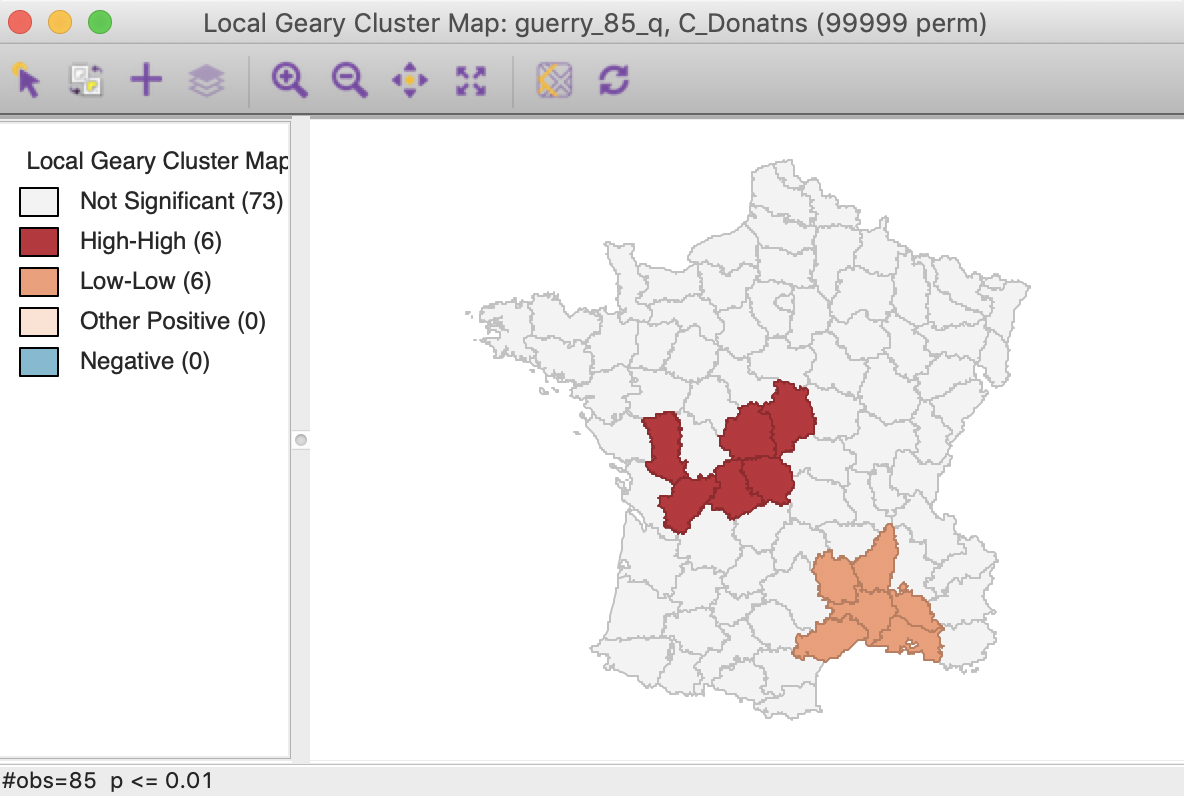 Local Geary Cluster Map: guerry_85_q, C_Donatns (99999 perm)
Local Geary Cluster Map
Not Significant (73)
High-High (6)
Low-Low (6)
Other Positive (0)
Negative (0)
#obs=85 p <= 0.01